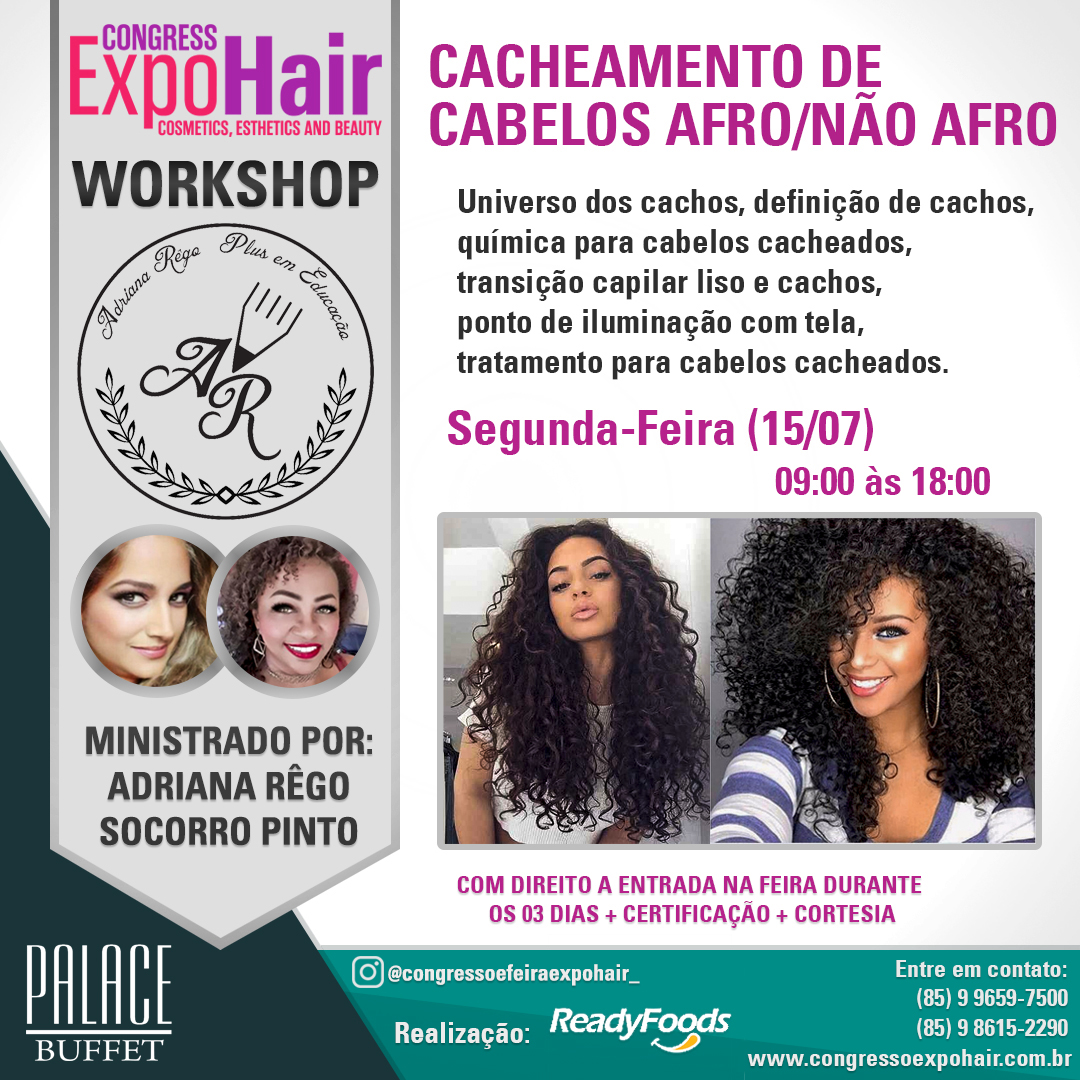 CONGRESS
ExpoHair
COSMETICS, ESTHETICS AND BEAUTY
WORKSHOP
Adriana Rêgo Plus em Educação
AR
MINISTRADO POR:
ADRIANA RÊGO
SOCORRO PINTO
CACHEAMENTO DE
CABELOS AFRO/NÃO AFRO
Universo dos cachos, definição de cachos,
química para cabelos cacheados,
transição capilar liso e cachos,
ponto de iluminação com tela,
tratamento para cabelos cacheados.
Segunda-Feira (15/07)
09:00 às 18:00
COM DIREITO A ENTRADA NA FEIRA DURANTE
OS 03 DIAS + CERTIFICAÇÃO + CORTESIA
PALACE
BUFFET
@congressoefeiraexpohair_
Realização: ReadyFoods
Entre em contato:
(85) 9 9659-7500
(85) 9 8615-2290
www.congressoexpohair.com.br